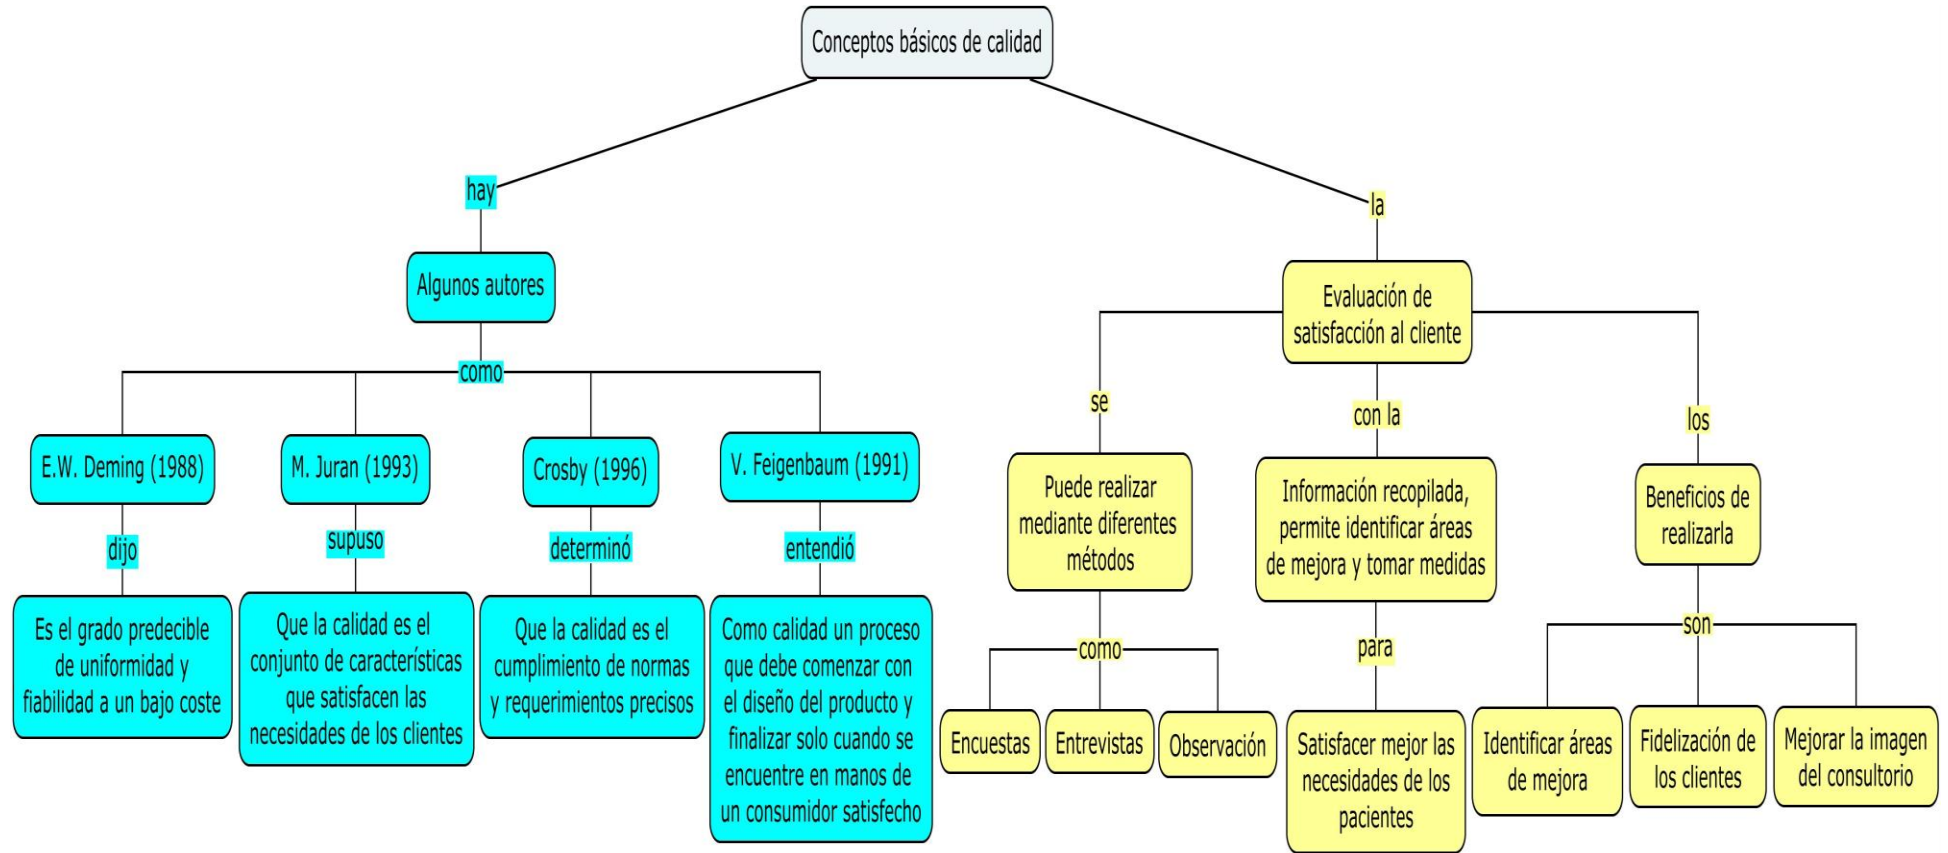 Conceptos básicos de calidad
hay
Algunos autores
como
E.W. Deming (1988)
dijo
Es el grado predecible
de uniformidad y
fiabilidad a un bajo coste
M. Juran (1993)
supuso
Que la calidad es el
conjunto de características
que satisfacen las
necesidades de los clientes
Crosby (1996)
determinó
Que la calidad es el
cumplimiento de normas
y requerimientos precisos
V. Feigenbaum (1991)
entendió
Como calidad un proceso
que debe comenzar con
el diseño del producto y
finalizar solo cuando se
encuentre en manos de
un consumidor satisfecho
la
Evaluación de
satisfacción al cliente
se
Puede realizar
mediante diferentes
métodos
como
Encuestas
Entrevistas
Observación
con la
Información recopilada,
permite identificar áreas
de mejora y tomar medidas
para
Satisfacer mejor las
necesidades de los
pacientes
los
Beneficios de
realizarla
son
Identificar áreas
de mejora
Fidelización de
los clientes
Mejorar la imagen
del consultorio